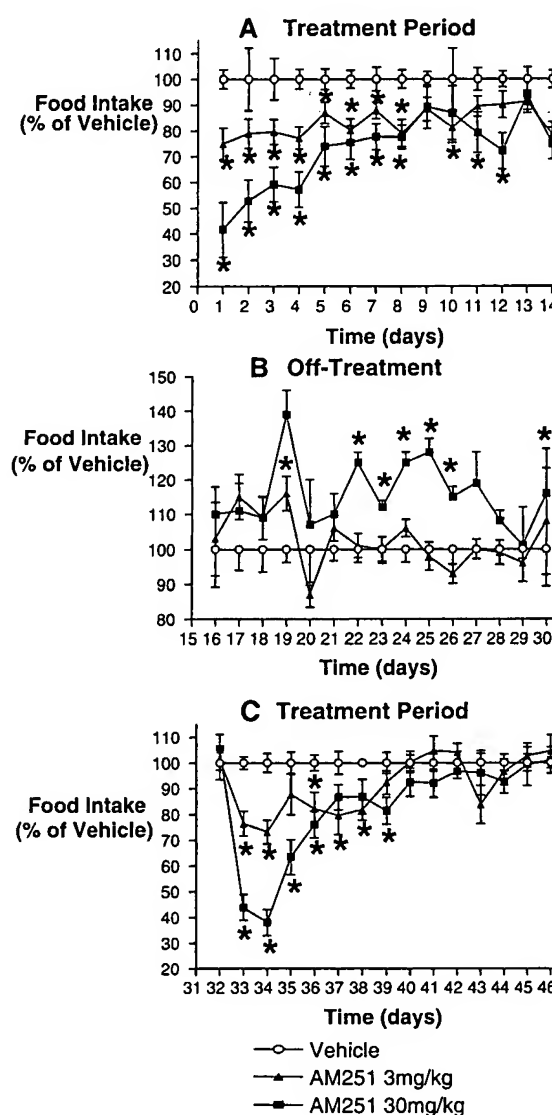 A Treatment Period
Food Intake
(% of Vehicle)
110
100
90
80
70
60
50
40
30
20
0 1 2 3 4 5 6 7 8 9 10 11 12 13 14
Time (days)
B Off-Treatment
Food Intake
(% of Vehicle)
150
140
130
120
110
100
90
80
15 16 17 18 19 20 21 22 23 24 25 26 27 28 29 30
Time (days)
C Treatment Period
Food Intake
(% of Vehicle)
110
100
90
80
70
60
50
40
30
20
31 32 33 34 35 36 37 38 39 40 41 42 43 44 45 46
Time (days)
Vehicle
AM251 3mg/kg
AM251 30mg/kg